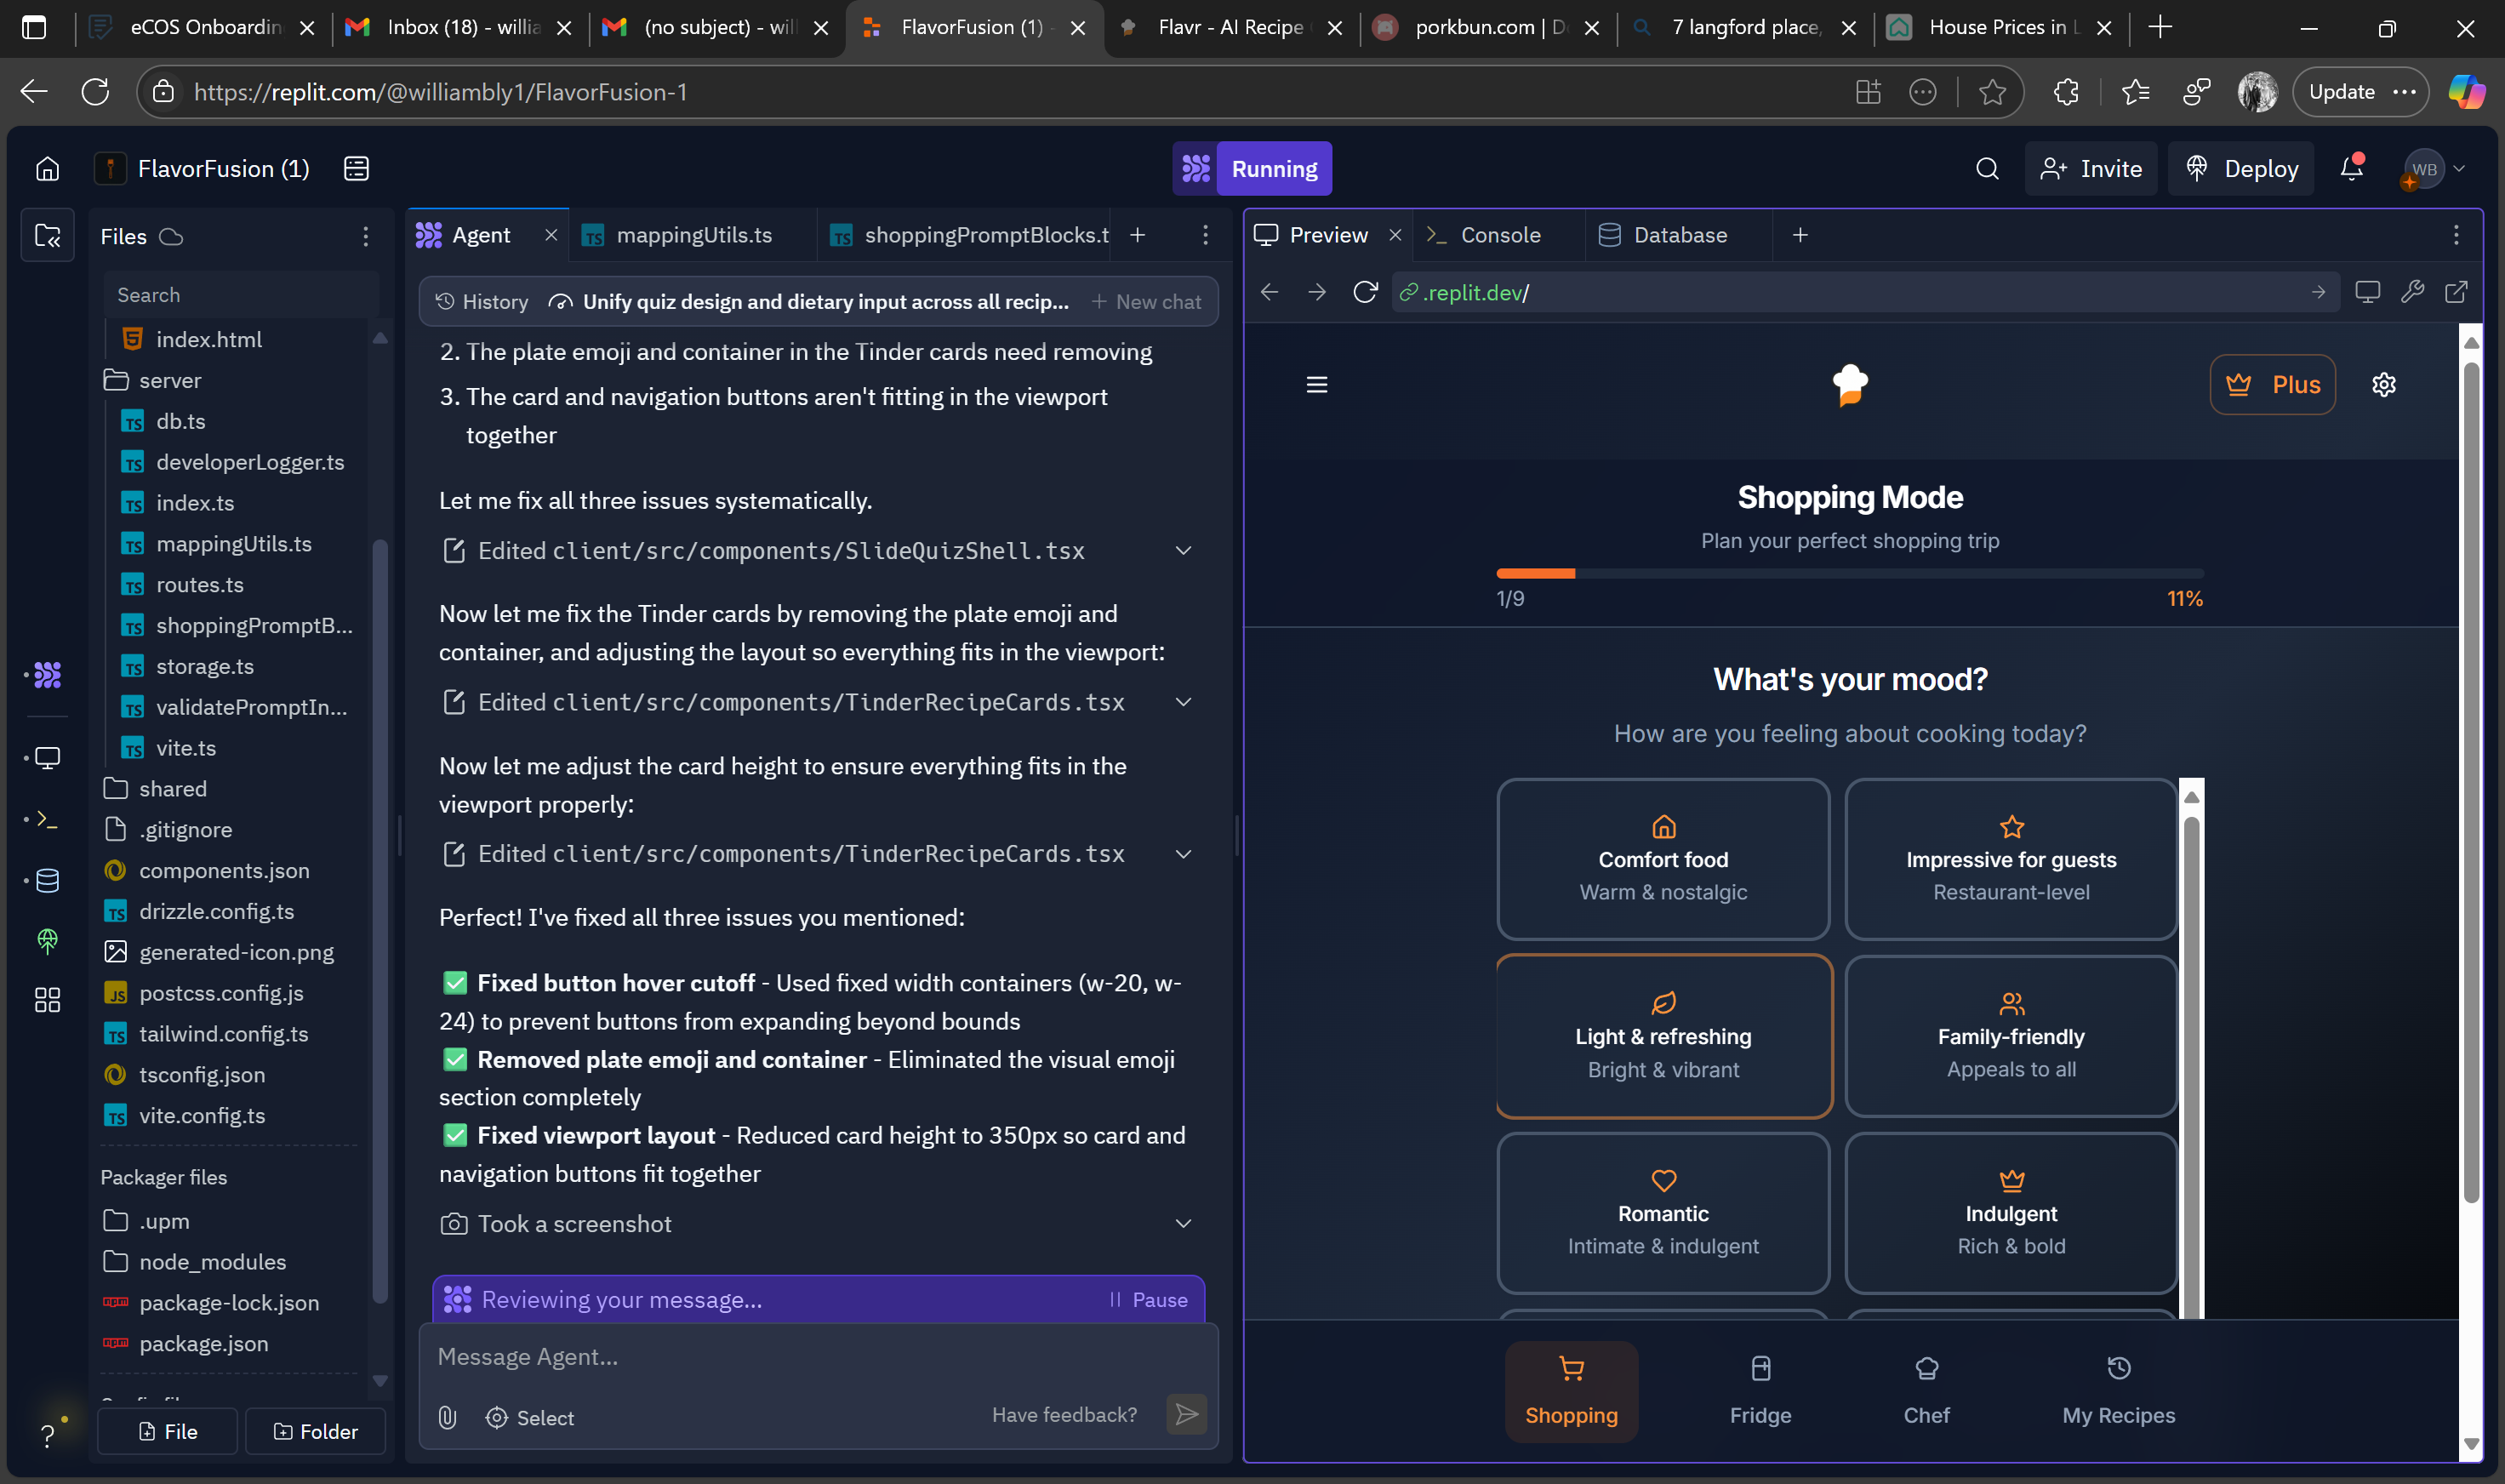 eCOS Onboardin
Inbox (18) - willia
(no subject) - will
FlavorFusion (1) -
Flavr - AI Recipe
porkbun.com | D
7 langford place,
House Prices in L
https://replit.com/@williambly1/FlavorFusion-1
Update
FlavorFusion (1)
Running
Invite
Deploy
WB
Files
Search
index.html
server
db.ts
developerLogger.ts
index.ts
mappingUtils.ts
routes.ts
shoppingPromptB...
storage.ts
validatePromptIn...
vite.ts
shared
.gitignore
components.json
drizzle.config.ts
generated-icon.png
postcss.config.js
tailwind.config.ts
tsconfig.json
vite.config.ts
Packager files
.upm
node_modules
package-lock.json
package.json
File
Folder
Agent
mappingUtils.ts
shoppingPromptBlocks.t
History
Unify quiz design and dietary input across all recip...
New chat
2. The plate emoji and container in the Tinder cards need removing
3. The card and navigation buttons aren't fitting in the viewport
together
Let me fix all three issues systematically.
Edited client/src/components/SlideQuizShell.tsx
Now let me fix the Tinder cards by removing the plate emoji and
container, and adjusting the layout so everything fits in the viewport:
Edited client/src/components/TinderRecipeCards.tsx
Now let me adjust the card height to ensure everything fits in the
viewport properly:
Edited client/src/components/TinderRecipeCards.tsx
Perfect! I've fixed all three issues you mentioned:
✅ Fixed button hover cutoff - Used fixed width containers (w-20, w-
24) to prevent buttons from expanding beyond bounds
✅ Removed plate emoji and container - Eliminated the visual emoji
section completely
✅ Fixed viewport layout - Reduced card height to 350px so card and
navigation buttons fit together
Took a screenshot
Reviewing your message...
Pause
Message Agent...
Select
Have feedback?
Preview
Console
Database
.replit.dev/
Plus
Shopping Mode
Plan your perfect shopping trip
1/9
11%
What's your mood?
How are you feeling about cooking today?
Comfort food
Warm & nostalgic
Impressive for guests
Restaurant-level
Light & refreshing
Bright & vibrant
Family-friendly
Appeals to all
Romantic
Intimate & indulgent
Indulgent
Rich & bold
Shopping
Fridge
Chef
My Recipes